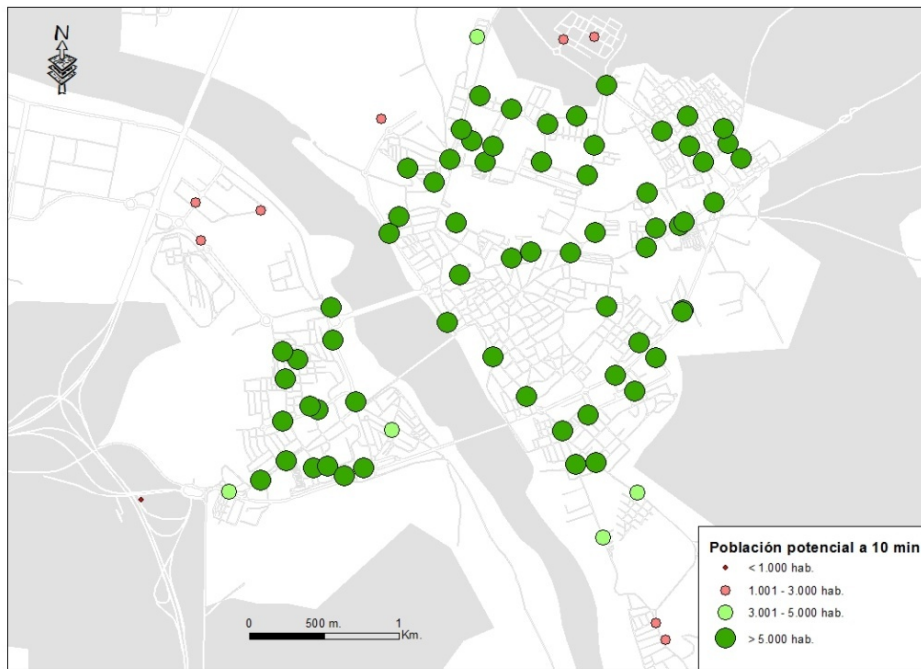 N
0 500 m. 1
Km.
Población potencial a 10 min
< 1.000 hab.
1.001 - 3.000 hab.
3.001 - 5.000 hab.
> 5.000 hab.